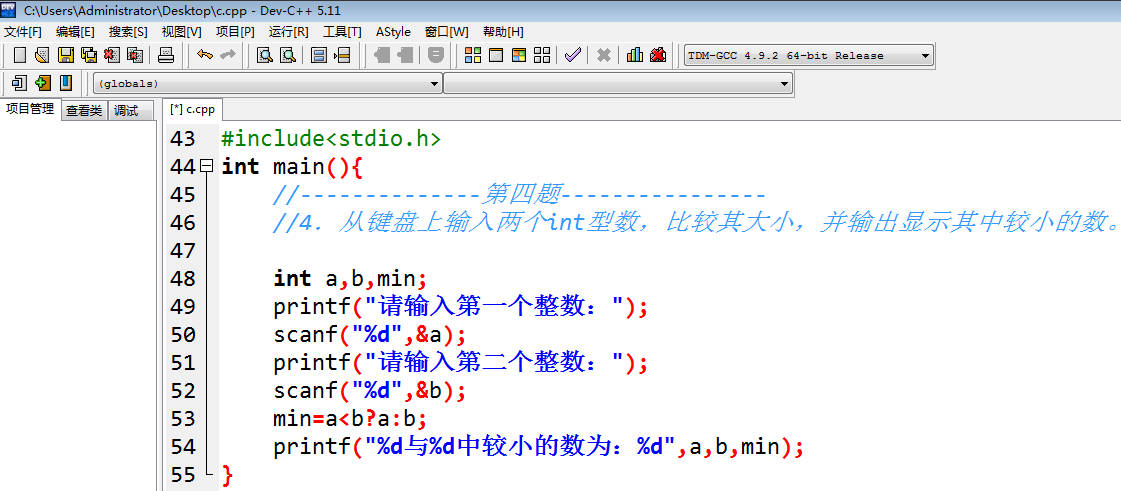 C:\Users\Administrator\Desktop\c.cpp - Dev-C++ 5.11
文件[F] 编辑[E] 搜索[S] 视图[V] 项目[P] 运行[R] 工具[T] AStyle 窗口[W] 帮助[H]
TDM-GCC 4.9.2 64-bit Release
(globals)
项目管理 查看类 调试 [*] c.cpp
43 #include<stdio.h>
44 int main(){
45 //--------------第四题----------------
46 //4. 从键盘上输入两个int型数，比较其大小，并输出显示其中较小的数。
47
48 int a,b,min;
49 printf("请输入第一个整数：");
50 scanf("%d",&a);
51 printf("请输入第二个整数：");
52 scanf("%d",&b);
53 min=a<b?a:b;
54 printf("%d与%d中较小的数为：%d",a,b,min);
55 }